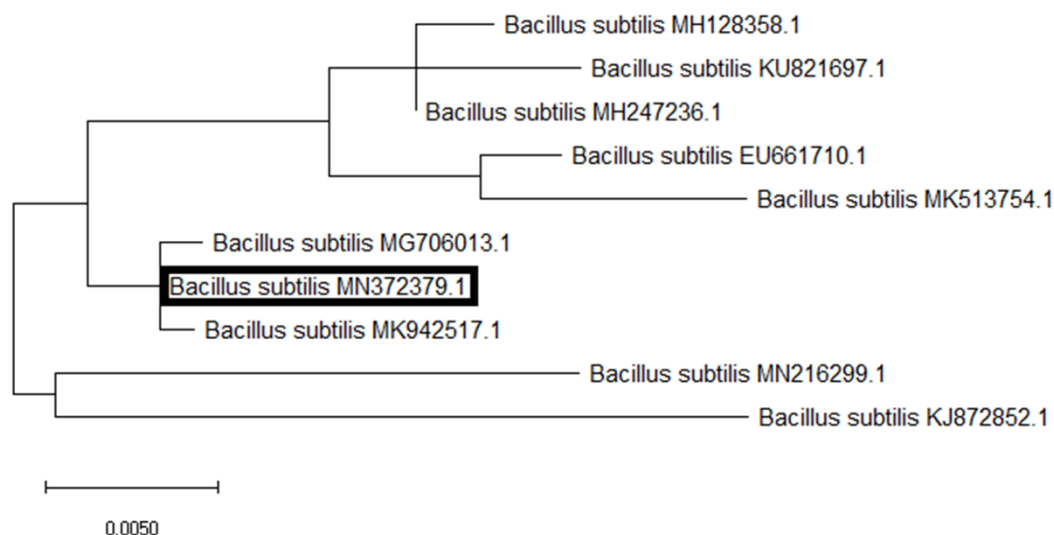 Bacillus subtilis MH128358.1
Bacillus subtilis KU821697.1
Bacillus subtilis MH247236.1
Bacillus subtilis EU661710.1
Bacillus subtilis MK513754.1
Bacillus subtilis MG706013.1
Bacillus subtilis MN372379.1
Bacillus subtilis MK942517.1
Bacillus subtilis MN216299.1
Bacillus subtilis KJ872852.1
0.0050